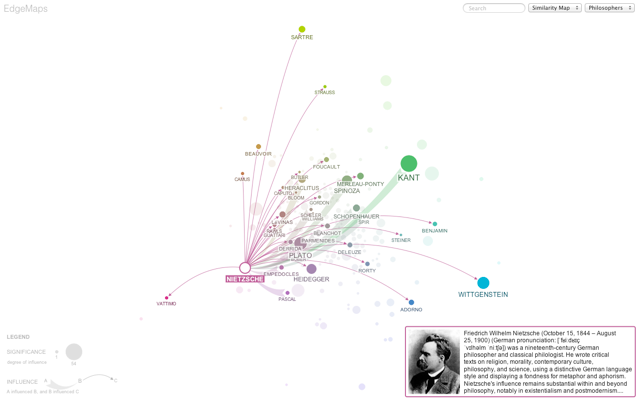 EdgeMaps
Search
Similarity Map
Philosophers
SARTRE
STRAUSS
BEAUVOIR
FOUCAULT
CAMUS
BUTLER
KANT
MERLEAU-PONTY
HERACLITUS
SPINOZA
CAPUTO
BLOOM
GORDON
SCHELER
WILLIAMS
SCHOPENHAUER
LEVINAS
SPIR
BENJAMIN
BLANCHOT
GUATTARI
STEINER
PARMENIDES
DERRIDA
DELEUZE
PLATO
RORTY
EMPEDOCLES
HEIDEGGER
NIETZSCHE
WITTGENSTEIN
PASCAL
VATTIMO
ADORNO
LEGEND
SIGNIFICANCE
degree of influence
INFLUENCE
A
B
C
A influenced B; and B influenced C
Friedrich Wilhelm Nietzsche (October 15, 1844 – August
25, 1900) (German pronunciation: [ˈfʁiːdʁɪç
ˈvɪlhɛlm ˈniːtʃə]) was a nineteenth-century German
philosopher and classical philologist. He wrote critical
texts on religion, morality, contemporary culture,
philosophy, and science, using a distinctive German language
style and displaying a fondness for metaphor and aphorism.
Nietzsche's influence remains substantial within and beyond
philosophy, notably in existentialism and postmodernism....